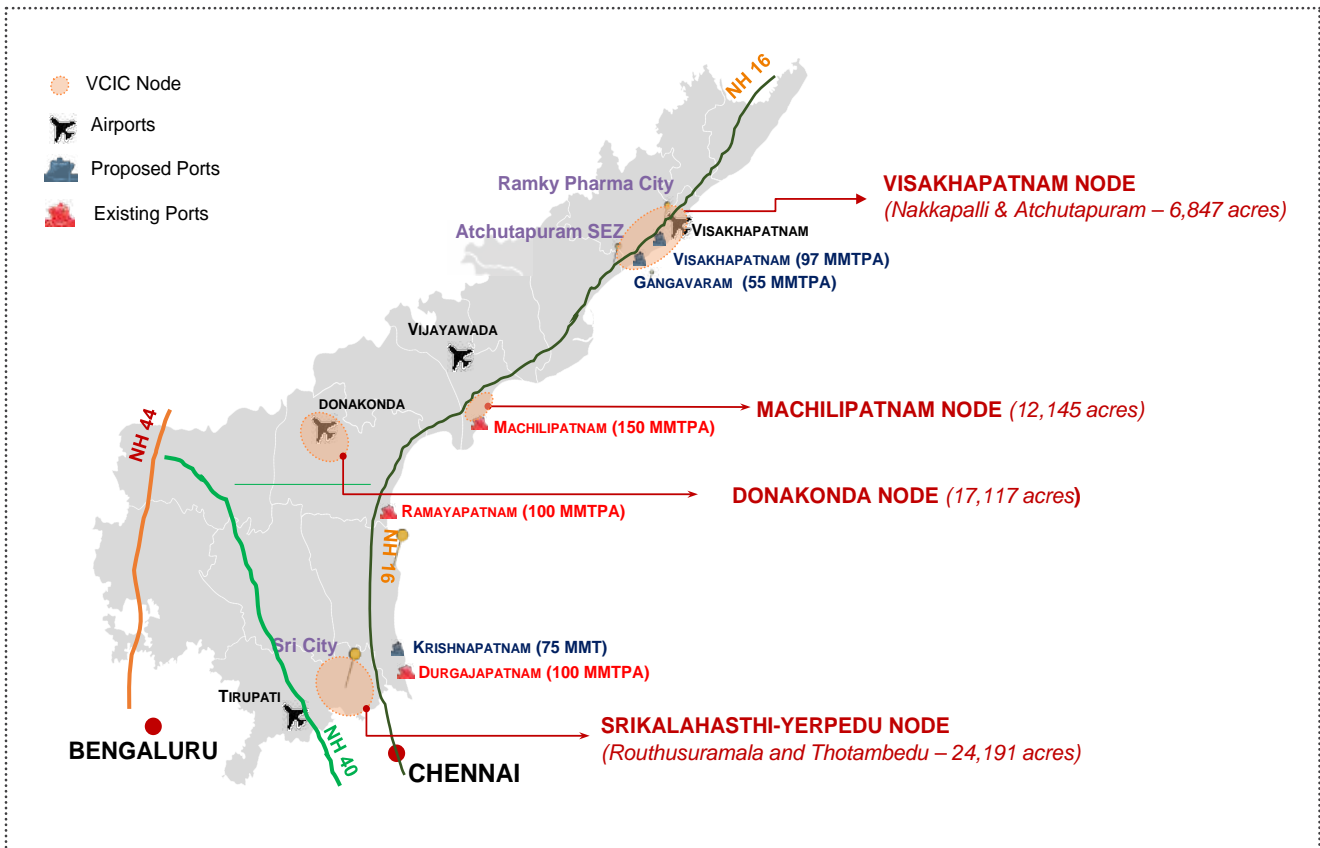 VCIC Node
Airports
Proposed Ports
Existing Ports
NH 16
Ramky Pharma City
VISAKHAPATNAM NODE
(Nakkapalli & Atchutapuram – 6,847 acres)
Atchutapuram SEZ
VISAKHAPATNAM
VISAKHAPATNAM (97 MMTPA)
GANGAVARAM (55 MMTPA)
VIJAYAWADA
DONAKONDA
MACHILIPATNAM NODE (12,145 acres)
MACHILIPATNAM (150 MMTPA)
NH 44
DONAKONDA NODE (17,117 acres)
RAMAYAPATNAM (100 MMTPA)
NH 16
Sri City
KRISHNAPATNAM (75 MMT)
DURGAJAPATNAM (100 MMTPA)
TIRUPATI
SRIKALAHASTHI-YERPEDU NODE
(Routhusuramala and Thotambedu – 24,191 acres)
BENGALURU
NH 40
CHENNAI